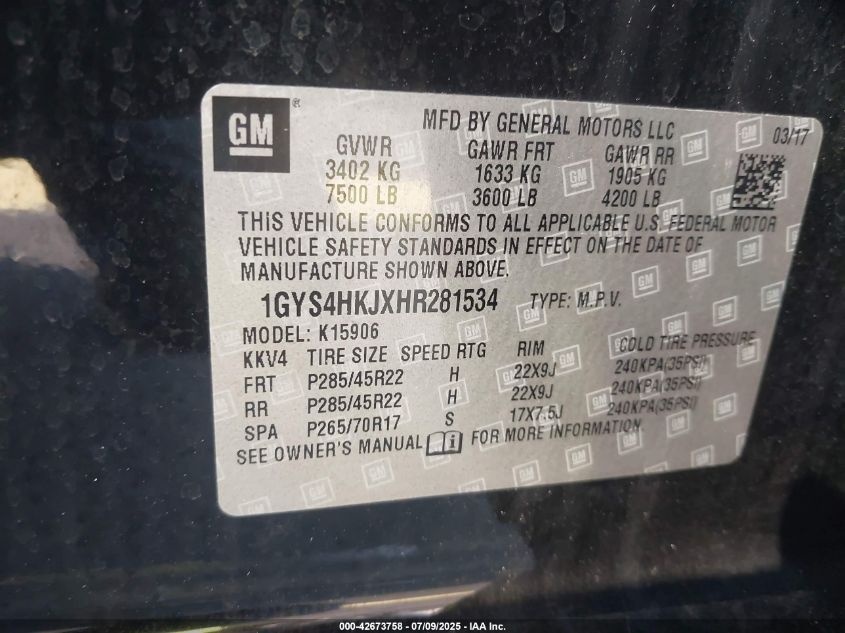 GM ®
MFD BY GENERAL MOTORS LLC 03/17
GVWR GAWR FRT GAWR RR
3402 KG 1633 KG 1905 KG
7500 LB 3600 LB 4200 LB
THIS VEHICLE CONFORMS TO ALL APPLICABLE U.S. FEDERAL MOTOR
VEHICLE SAFETY STANDARDS IN EFFECT ON THE DATE OF
MANUFACTURE SHOWN ABOVE.
1GYS4HKJXHR281534 TYPE: M.P.V.
MODEL: K15906
KKV4 TIRE SIZE SPEED RTG RIM COLD TIRE PRESSURE
FRT P285/45R22 H 22X9J 240KPA(35PSI)
RR P285/45R22 H 22X9J 240KPA(35PSI)
SPA P265/70R17 S 17X7.5J 240KPA(35PSI)
SEE OWNER'S MANUAL FOR MORE INFORMATION.
000-42673758 - 07/09/2025 - IAA Inc.